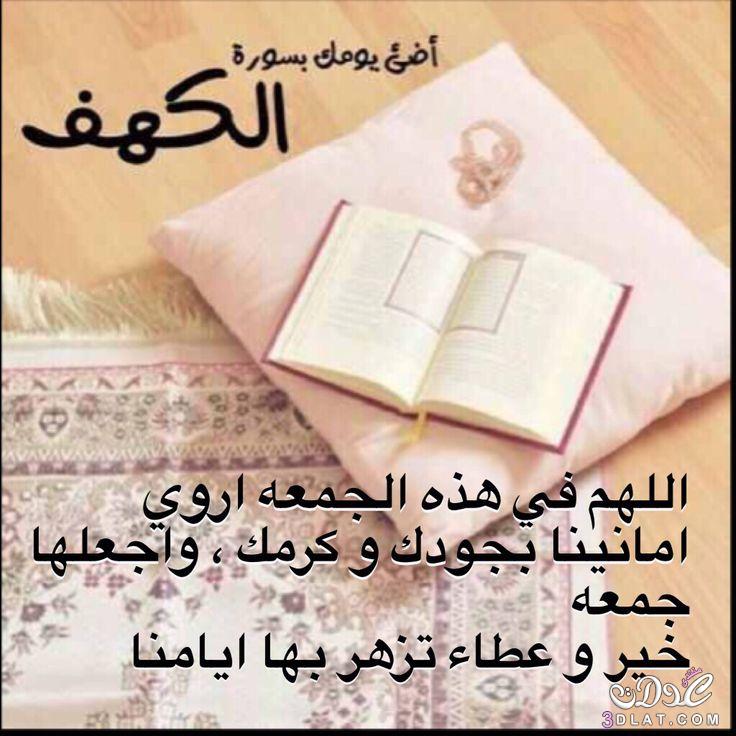 أضئ يومك بسورة
الكهف
اللهم في هذه الجمعه اروي
امانينا بجودك و كرمك ، واجعلها
جمعه
خير و عطاء تزهر بها ايامنا
منتدى عدلات
3DLAT.COM